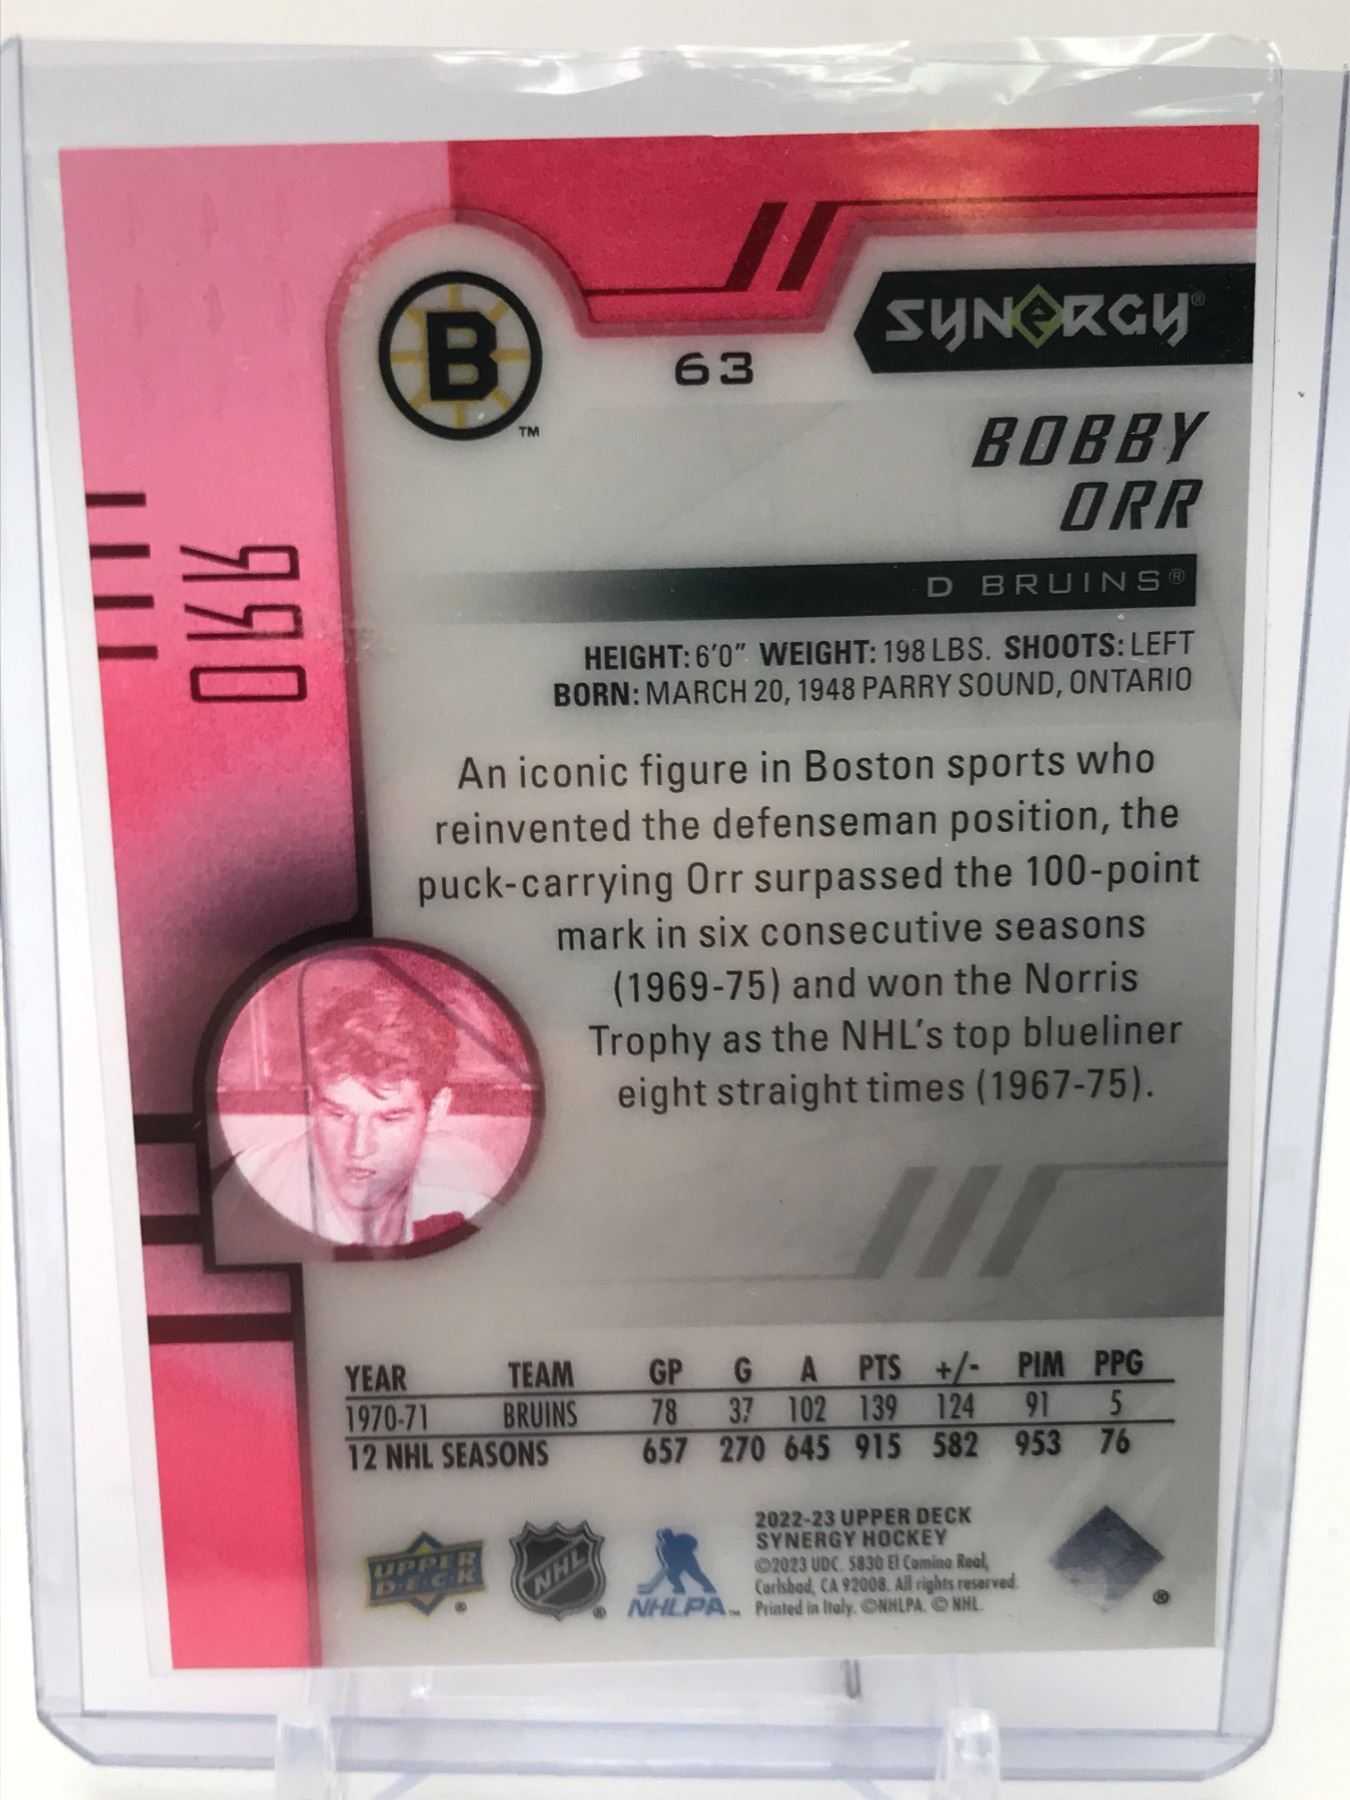 B
TM
63
SYNERGY®
BOBBY
ORR
D BRUINS®
ORR
HEIGHT: 6'0" WEIGHT: 198 LBS. SHOOTS: LEFT
BORN: MARCH 20, 1948 PARRY SOUND, ONTARIO
An iconic figure in Boston sports who
reinvented the defenseman position, the
puck-carrying Orr surpassed the 100-point
mark in six consecutive seasons
(1969-75) and won the Norris
Trophy as the NHL's top blueliner
eight straight times (1967-75).
YEAR TEAM GP G A PTS +/- PIM PPG
1970-71 BRUINS 78 37 102 139 124 91 5
12 NHL SEASONS 657 270 645 915 582 953 76
UPPER
D·E·C·K
®
NHL
®
NHLPA™
2022-23 UPPER DECK
SYNERGY HOCKEY
©2023 UDC. 5830 El Camino Real,
Carlsbad, CA 92008. All rights reserved.
Printed in Italy. ©NHLPA. © NHL.
®